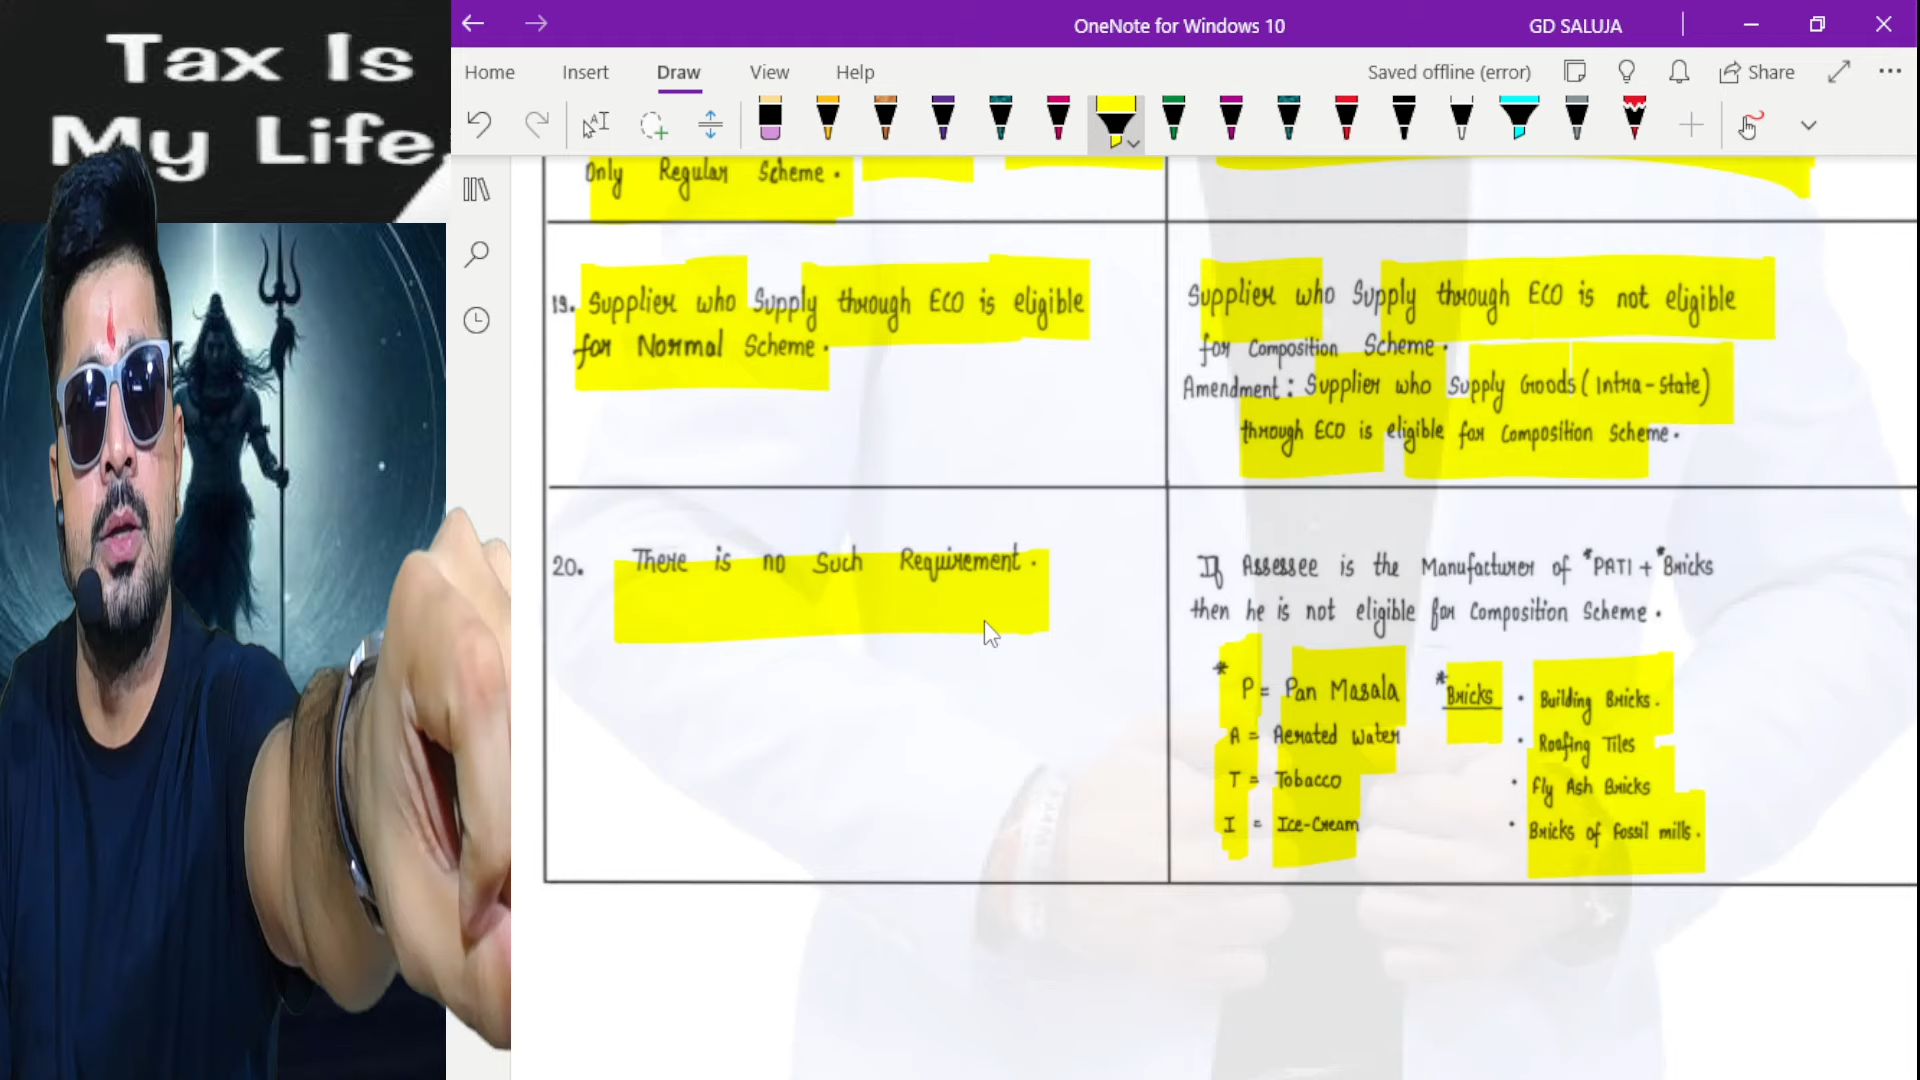 Tax Is
My Life.
OneNote for Windows 10
GD SALUJA
Home Insert Draw View Help
Saved offline (error)
Share
Only Regular Scheme.
19. Supplier who Supply through ECO is eligible
for Normal Scheme.
Supplier who Supply through ECO is not eligible
for Composition Scheme.
Amendment: Supplier who Supply Goods (Intra-State)
through ECO is eligible for Composition Scheme.
20. There is no Such Requirement.
If Assessee is the Manufacturer of *PATI + *Bricks
then he is not eligible for Composition Scheme.
* P = Pan Masala
A = Aerated Water
T = Tobacco
I = Ice-Cream
*Bricks • Building Bricks.
• Roofing Tiles
• Fly Ash Bricks
• Bricks of Fossil mills.